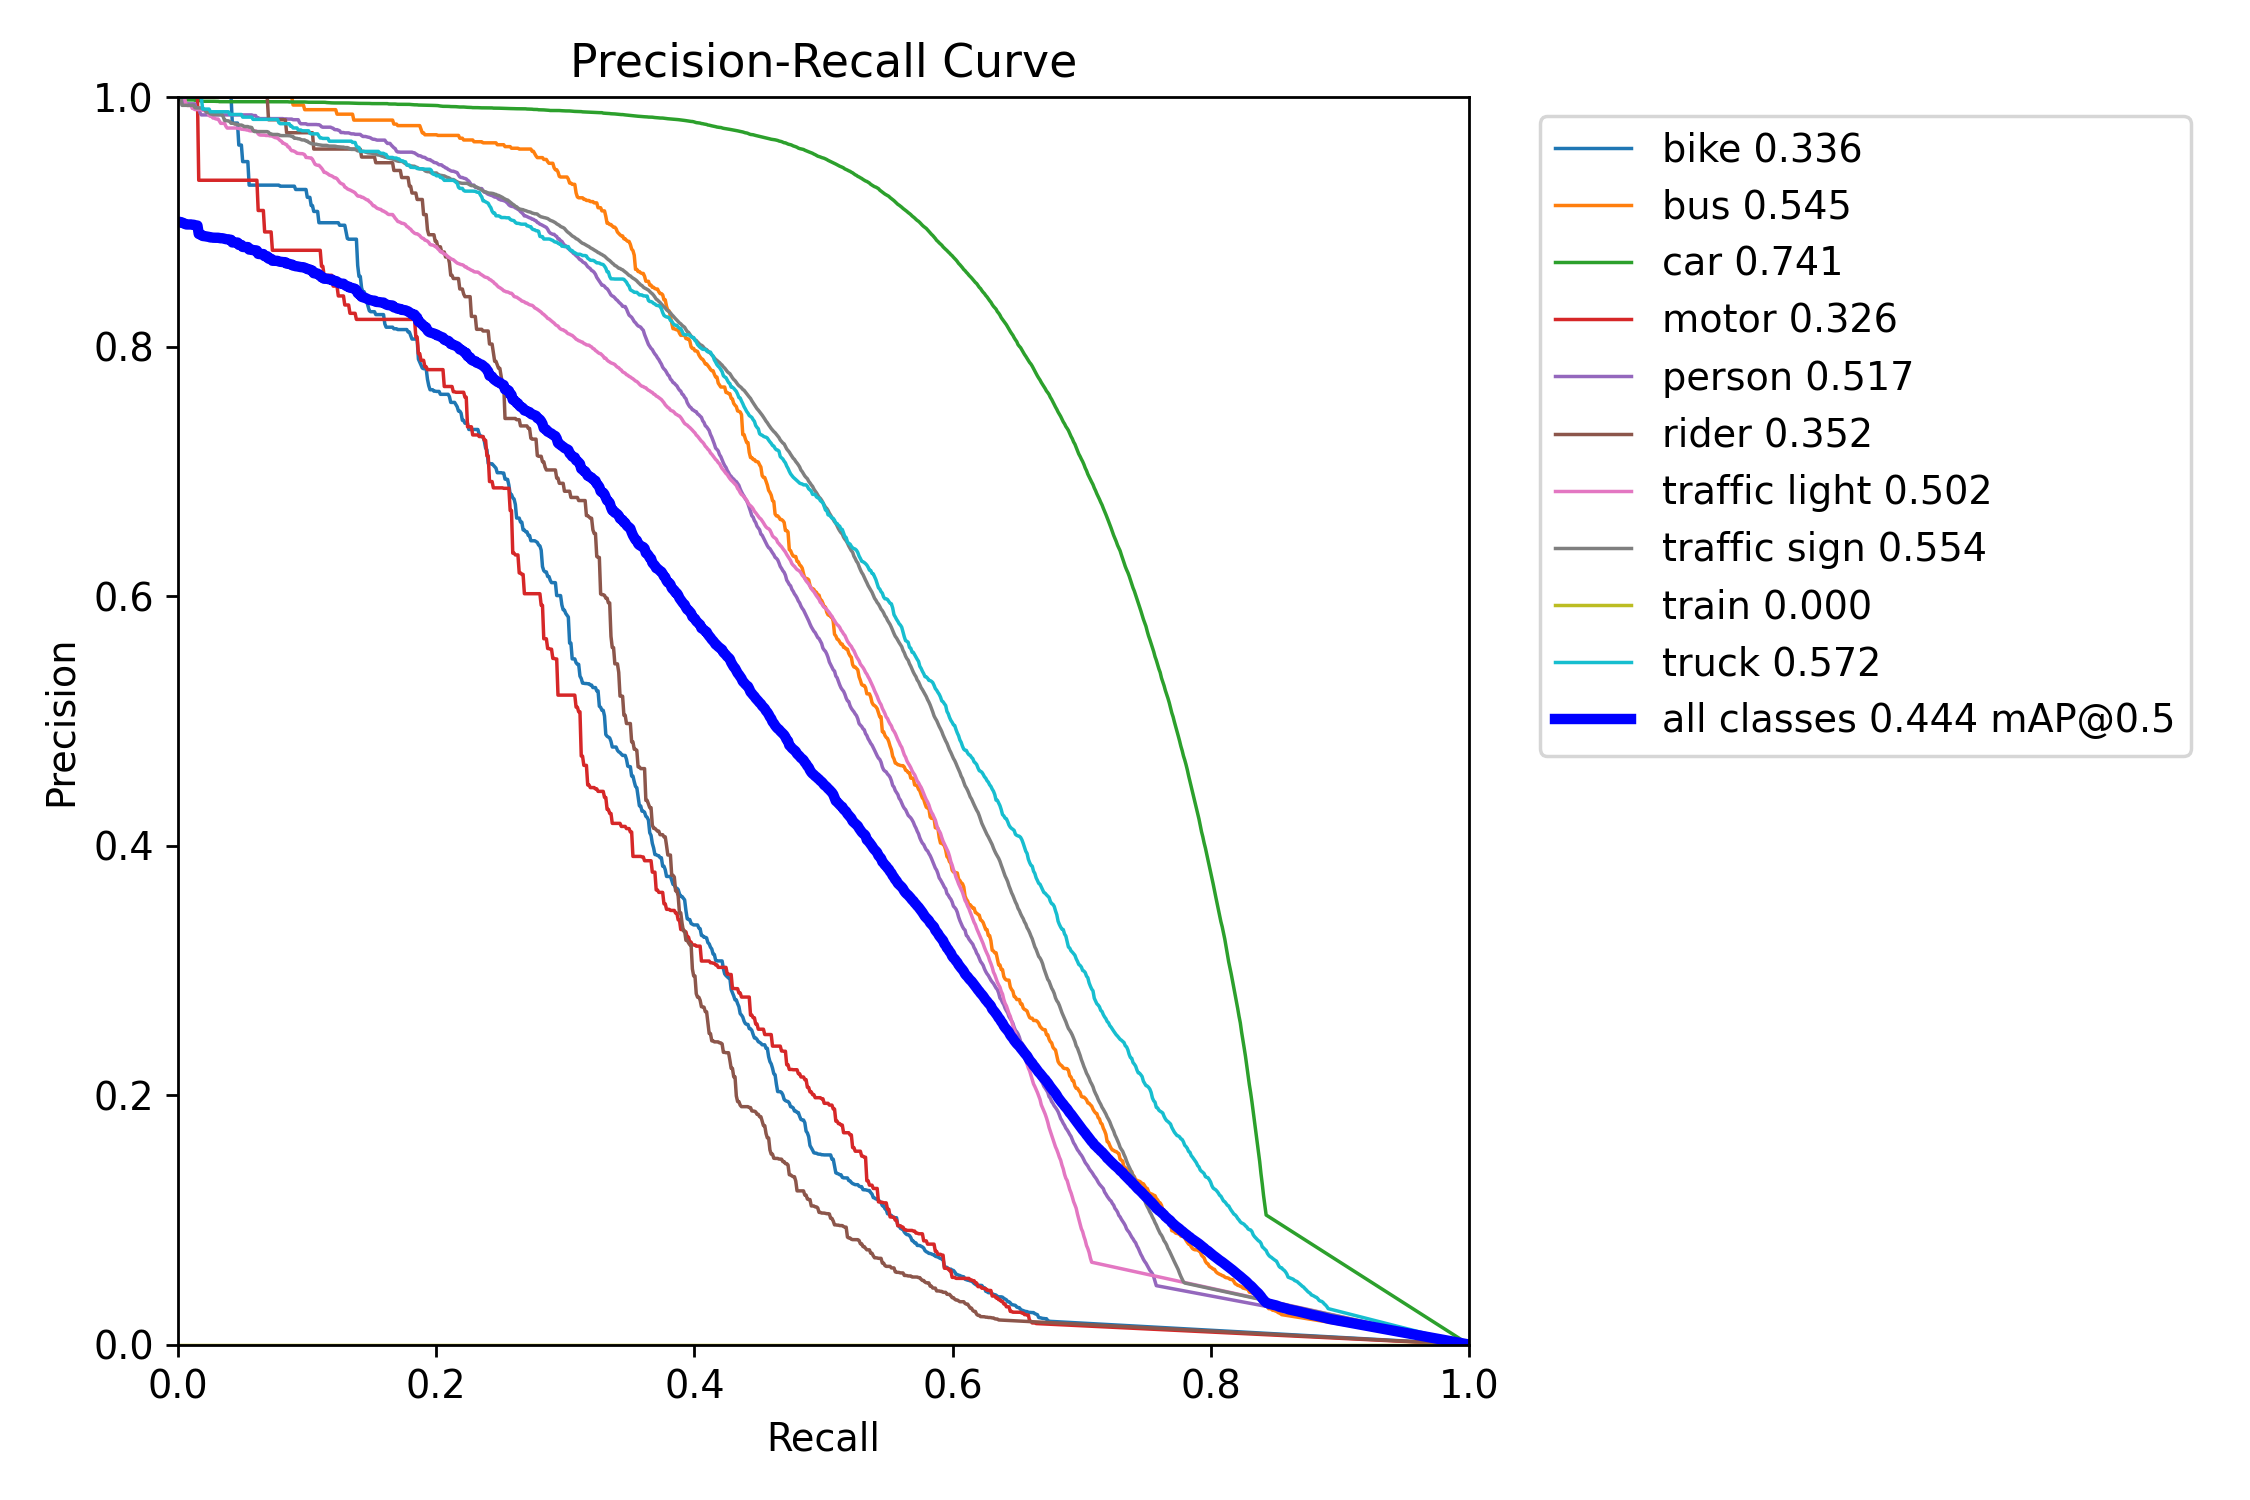 Precision-Recall Curve
1.0
0.8
0.6
0.4
0.2
0.0
Precision
0.0 0.2 0.4 0.6 0.8 1.0
Recall
bike 0.336
bus 0.545
car 0.741
motor 0.326
person 0.517
rider 0.352
traffic light 0.502
traffic sign 0.554
train 0.000
truck 0.572
all classes 0.444 mAP@0.5